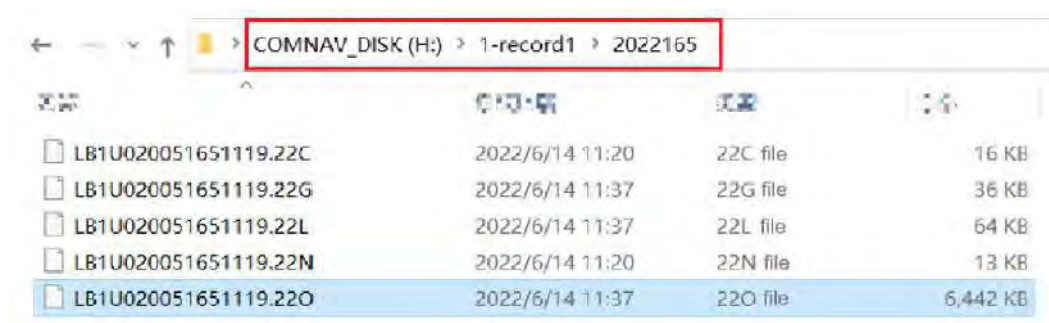 COMNAV_DISK (H:) > 1-record1 > 2022165
LB1U020051651119.22C 2022/6/14 11:20 22C file 16 KB
LB1U020051651119.22G 2022/6/14 11:37 22G file 36 KB
LB1U020051651119.22L 2022/6/14 11:37 22L file 64 KB
LB1U020051651119.22N 2022/6/14 11:20 22N file 13 KB
LB1U020051651119.22O 2022/6/14 11:37 22O file 6,442 KB